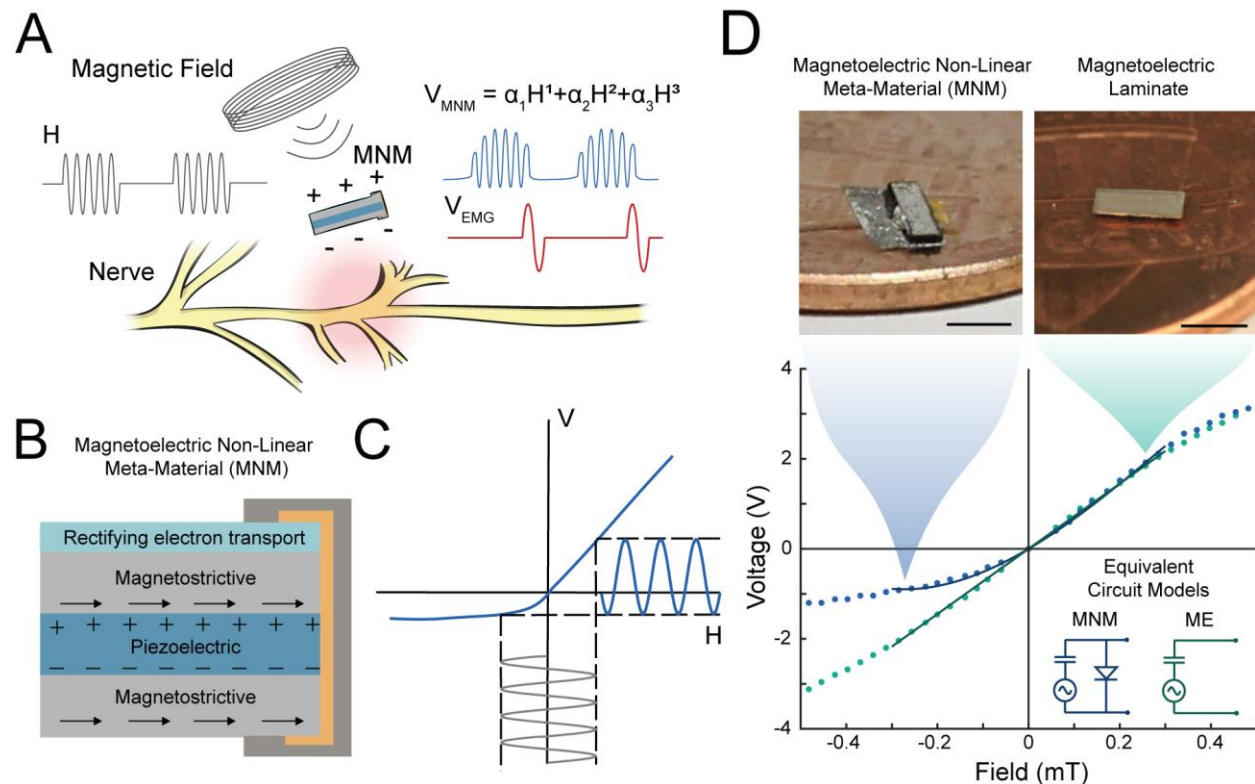 A
Magnetic Field
H
MNM
+ + +
- - -
V_MNM = α₁H¹+α₂H²+α₃H³
V_EMG
Nerve
B
Magnetoelectric Non-Linear
Meta-Material (MNM)
Rectifying electron transport
Magnetostrictive
+ + + + + + + +
Piezoelectric
− − − − − − − −
Magnetostrictive
C
V
H
D
Magnetoelectric Non-Linear
Meta-Material (MNM)
Magnetoelectric
Laminate
Voltage (V)
4
2
0
-2
-4
Equivalent
Circuit Models
MNM
ME
-0.4
-0.2
0
0.2
0.4
Field (mT)